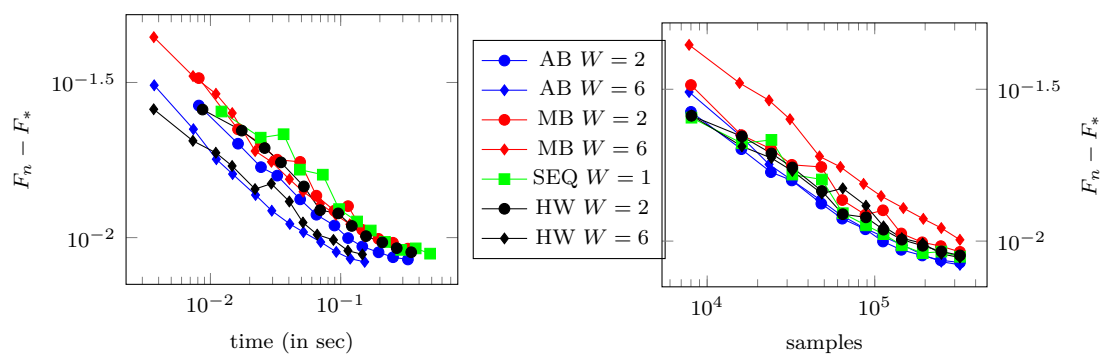 10^{-1.5}
10^{-2}
F_n − F_*
10^{-2} 10^{-1}
time (in sec)
AB W = 2
AB W = 6
MB W = 2
MB W = 6
SEQ W = 1
HW W = 2
HW W = 6
10^{-1.5}
10^{-2}
F_n − F_*
10^4 10^5
samples